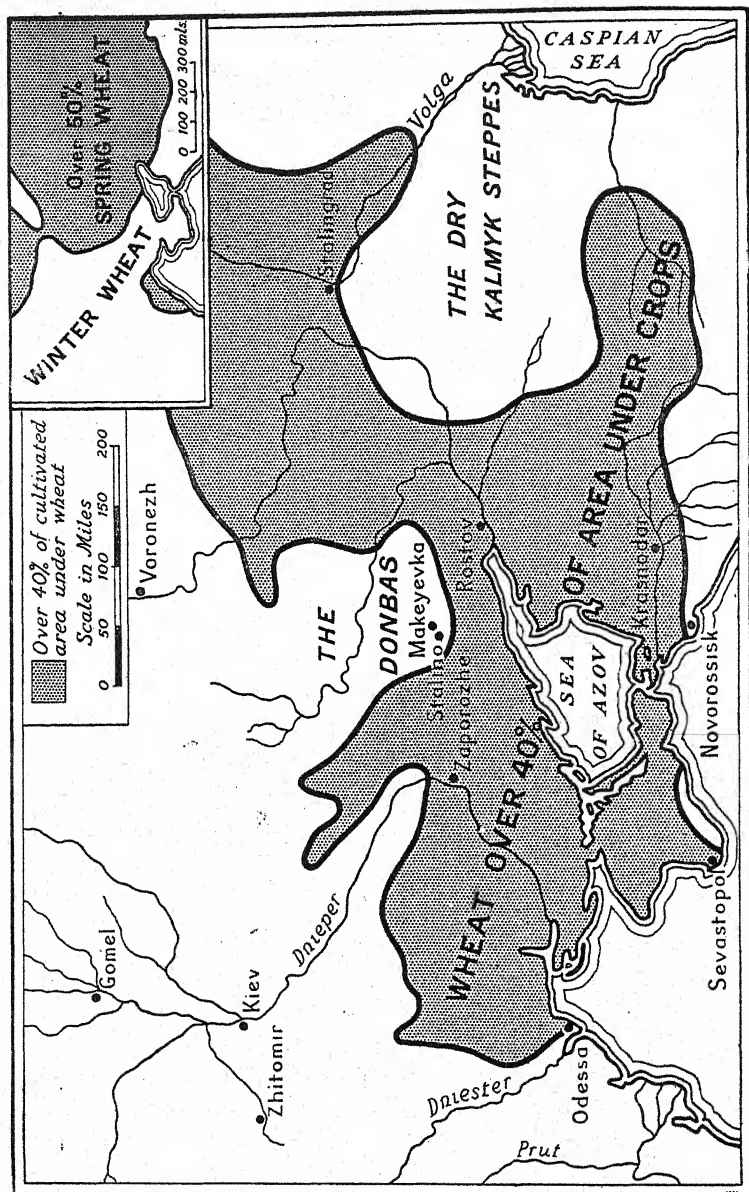 Over 40% of cultivated
area under wheat
Scale in Miles
0 50 100 150 200
WINTER WHEAT
Over 50%
SPRING WHEAT
0 100 200 300 mls.
Gomel
Kiev
Zhitomir
Dnieper
Dniester
Prut
Odessa
Voronezh
THE
DONBAS
Makeyevka
Stalino
Zaporozhe
Rostov
Stalingrad
Volga
CASPIAN
SEA
THE DRY
KALMYK STEPPES
WHEAT OVER 40%
OF AREA UNDER CROPS
SEA
OF AZOV
Krasnodar
Novorossisk
Sevastopol